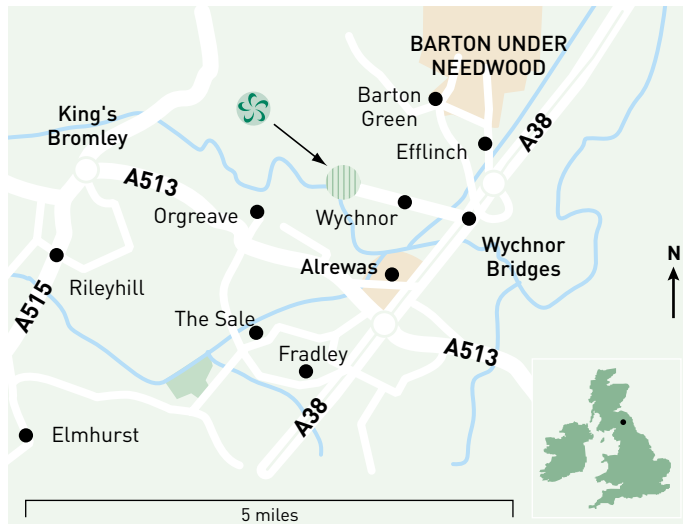 BARTON UNDER
NEEDWOOD
Barton
Green
King's
Bromley
A38
Efflinch
A513
Orgreave
Wychnor
Wychnor
Bridges
Alrewas
N
Rileyhill
A515
The Sale
Fradley
A513
A38
Elmhurst
5 miles